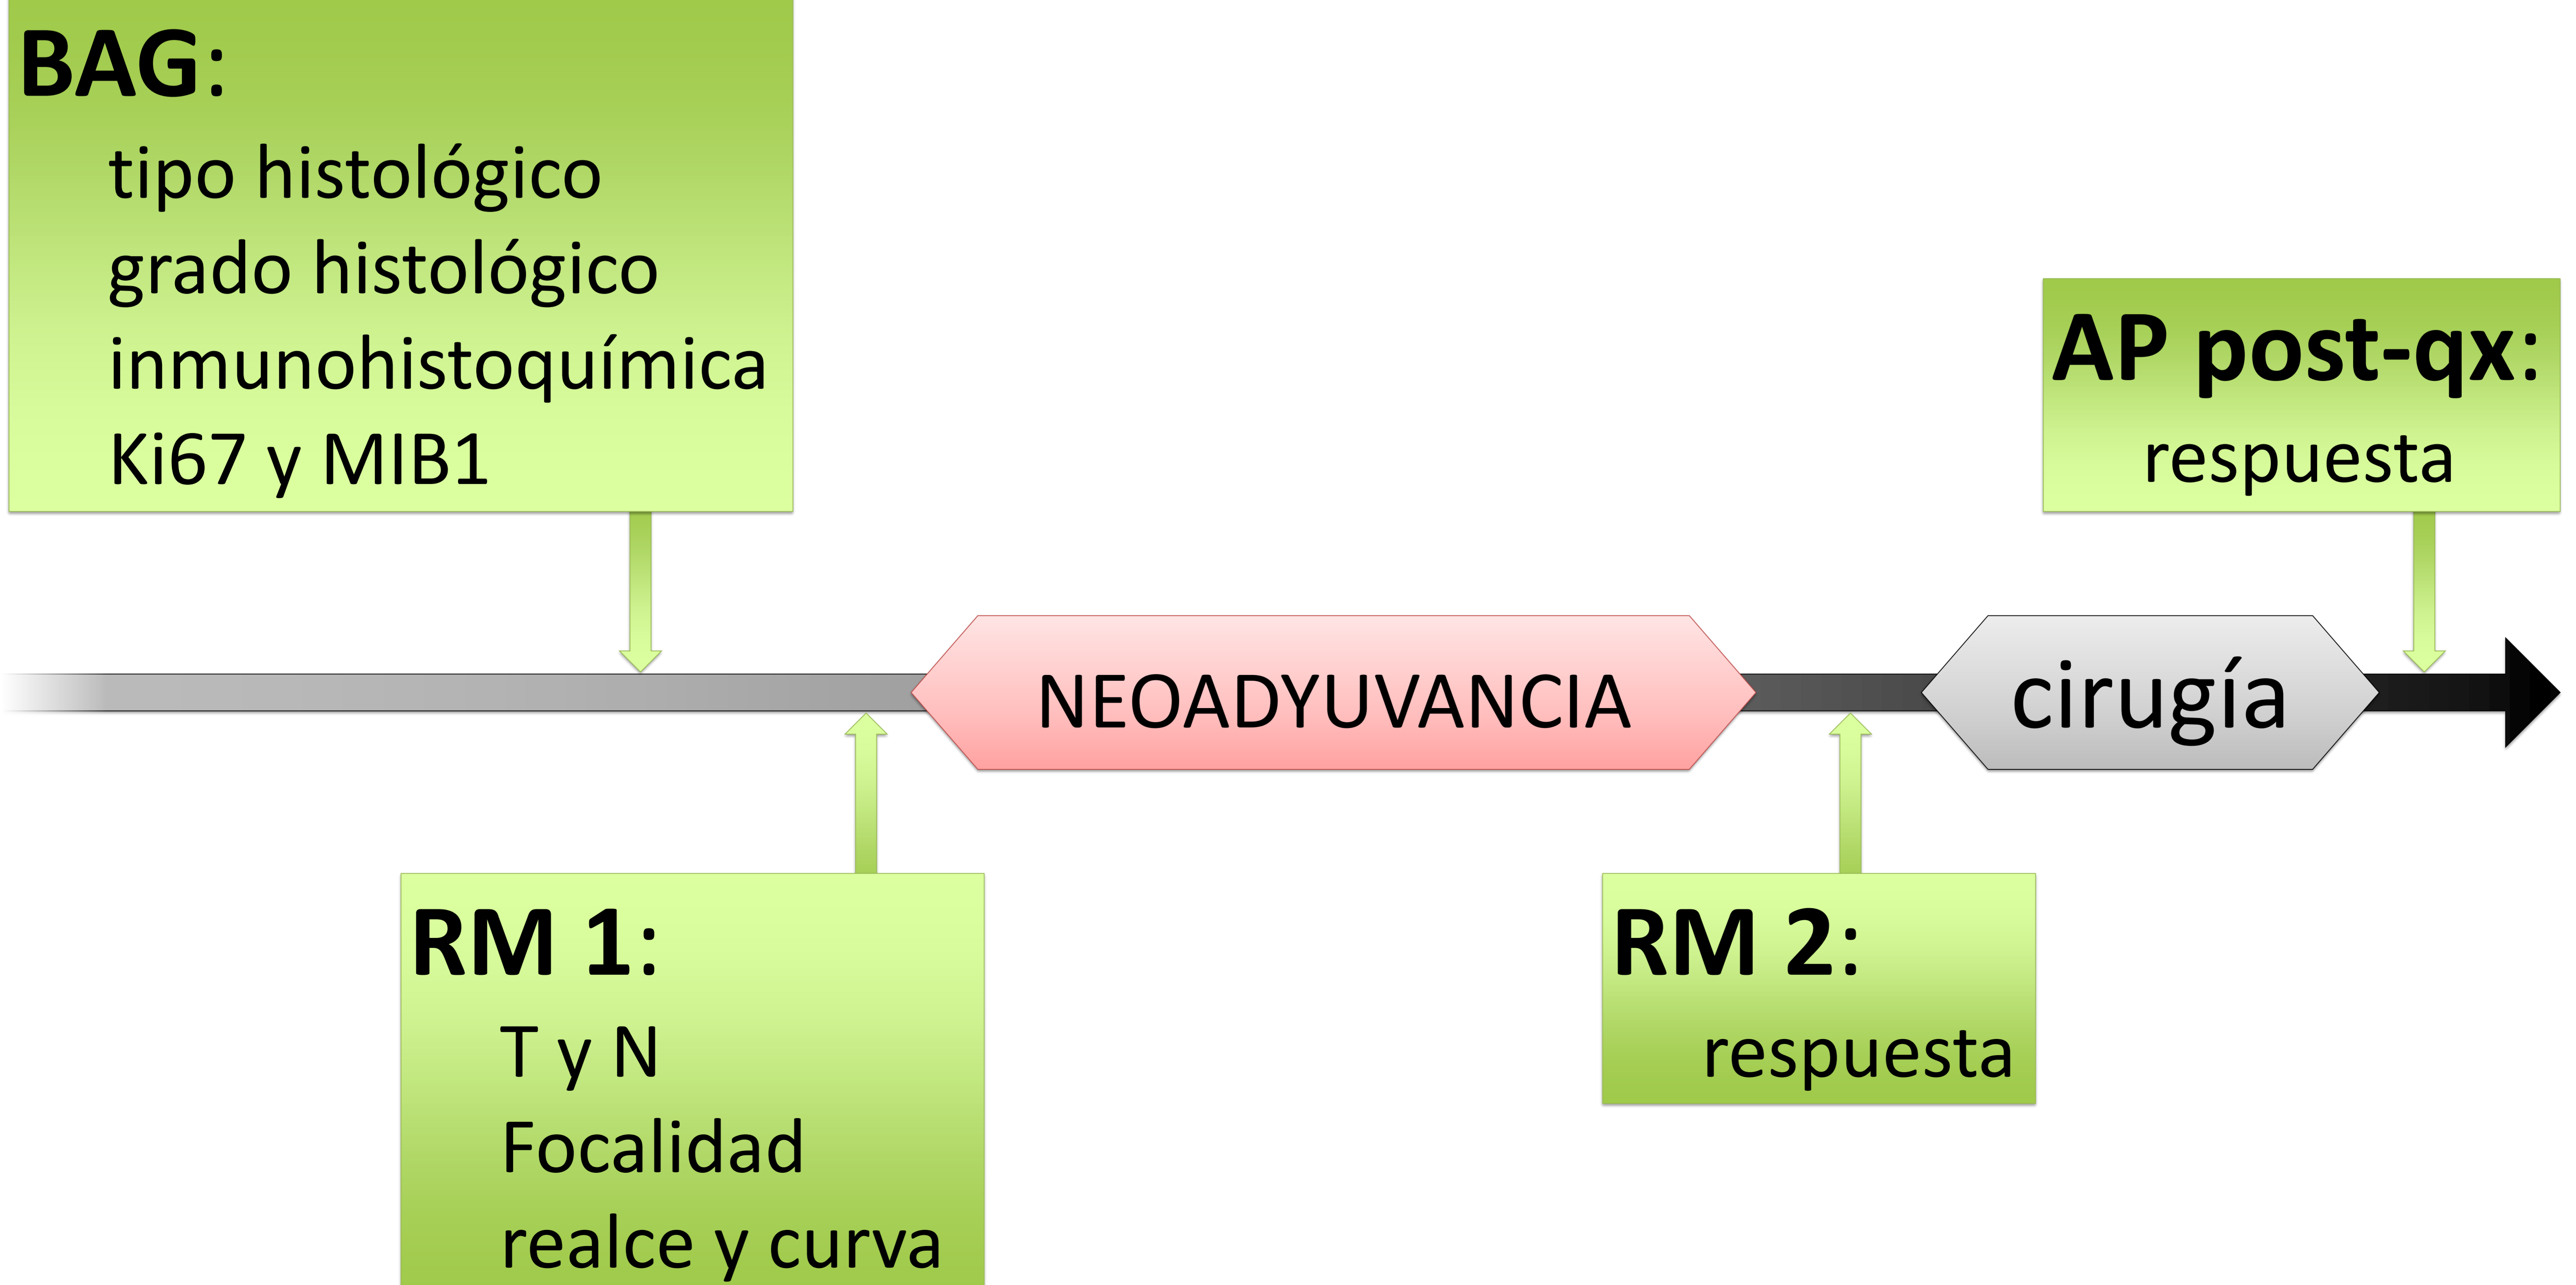 BAG:
tipo histológico
grado histológico
inmunohistoquímica
Ki67 y MIB1
AP post-qx:
respuesta
NEOADYUVANCIA
cirugía
RM 1:
T y N
Focalidad
realce y curva
RM 2:
respuesta